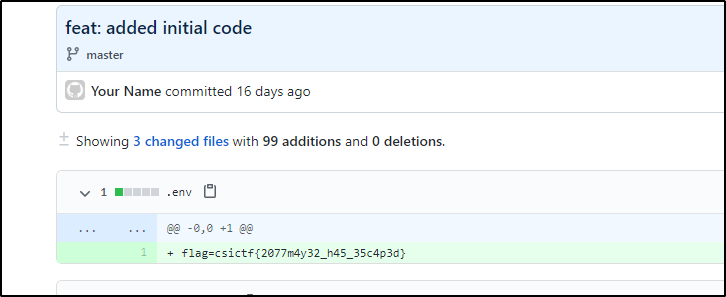 feat: added initial code
master
Your Name committed 16 days ago
Showing 3 changed files with 99 additions and 0 deletions.
1 .env
... ... @@ -0,0 +1 @@
1 + flag=csictf{2077m4y32_h45_35c4p3d}